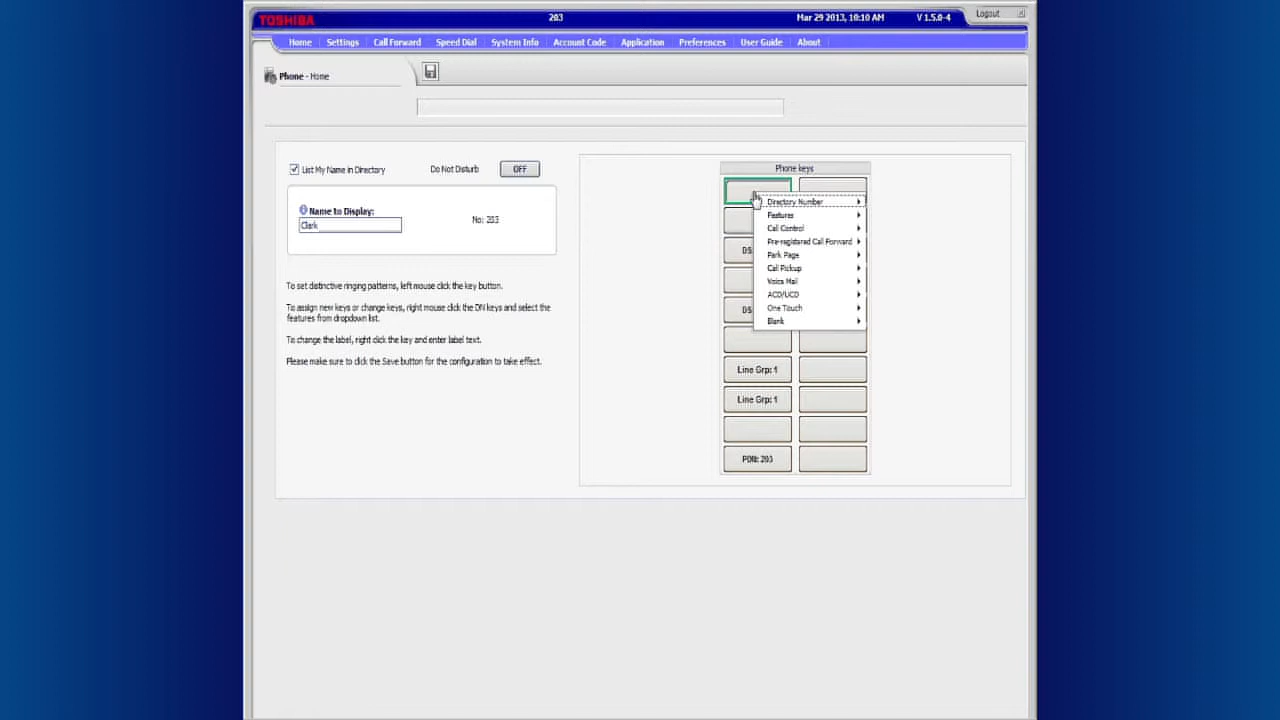 TOSHIBA 203 Mar 29 2013, 10:10 AM V 1.5.0-4 Logout
Home Settings Call Forward Speed Dial System Info Account Code Application Preferences User Guide About
Phone - Home
List My Name in Directory Do Not Disturb OFF
Name to Display:
Clark
No: 203
To set distinctive ringing patterns, left mouse click the key button.
To assign new keys or change keys, right mouse click the DN keys and select the
features from dropdown list.
To change the label, right click the key and enter label text.
Please make sure to click the Save button for the configuration to take effect.
Phone keys
Directory Number
Features
Call Control
Pre-registered Call Forward
Park Page
Call Pickup
Voice Mail
ACD/UCD
One Touch
Blank
DS
DS
Line Grp: 1
Line Grp: 1
PDN: 203